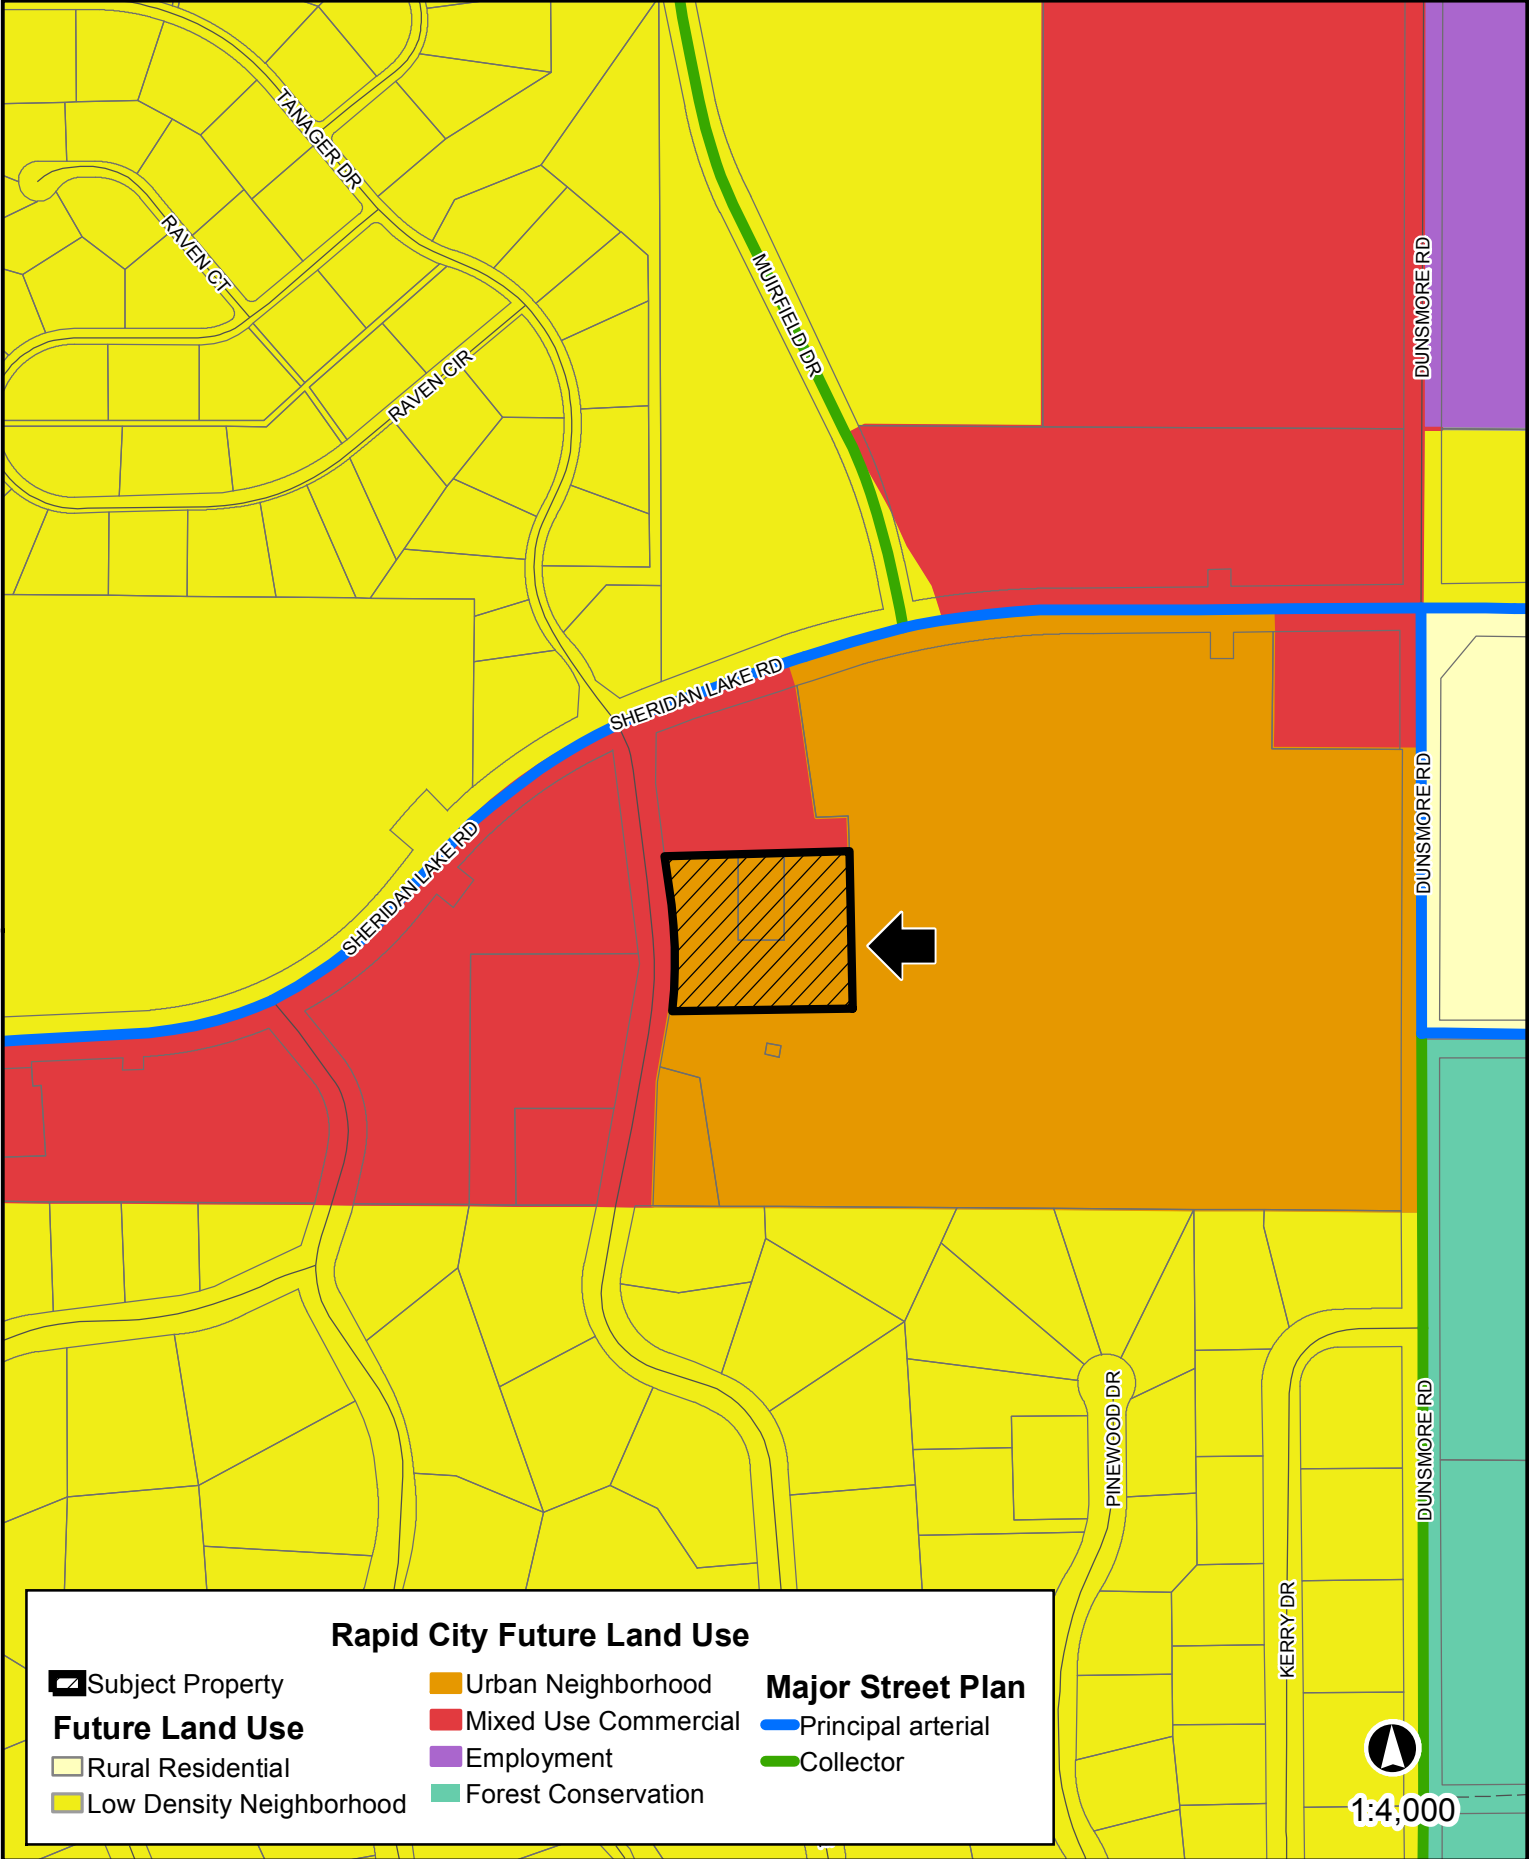 TANAGER DR
RAVEN CT
MUIRFIELD DR
DUNSMORE RD
RAVEN CIR
SHERIDAN LAKE RD
DUNSMORE RD
SHERIDAN LAKE RD
PINEWOOD DR
DUNSMORE RD
KERRY DR
Rapid City Future Land Use
Subject Property
Future Land Use
Rural Residential
Low Density Neighborhood
Urban Neighborhood
Mixed Use Commercial
Employment
Forest Conservation
Major Street Plan
Principal arterial
Collector
1:4,000